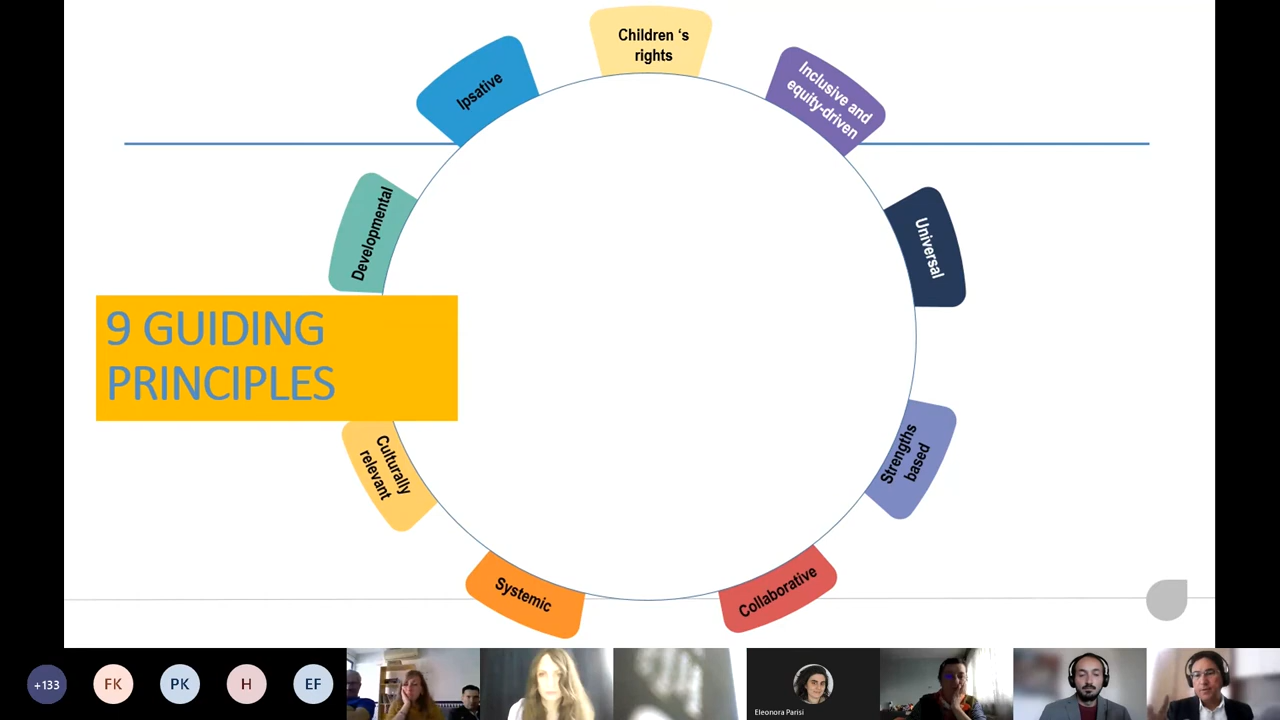 Children ‘s
rights
Inclusive and
equity-driven
Universal
Strengths
based
Collaborative
Systemic
Culturally
relevant
Developmental
Ipsative
9 GUIDING
PRINCIPLES
+133
FK
PK
H
EF
Eleonora Parisi